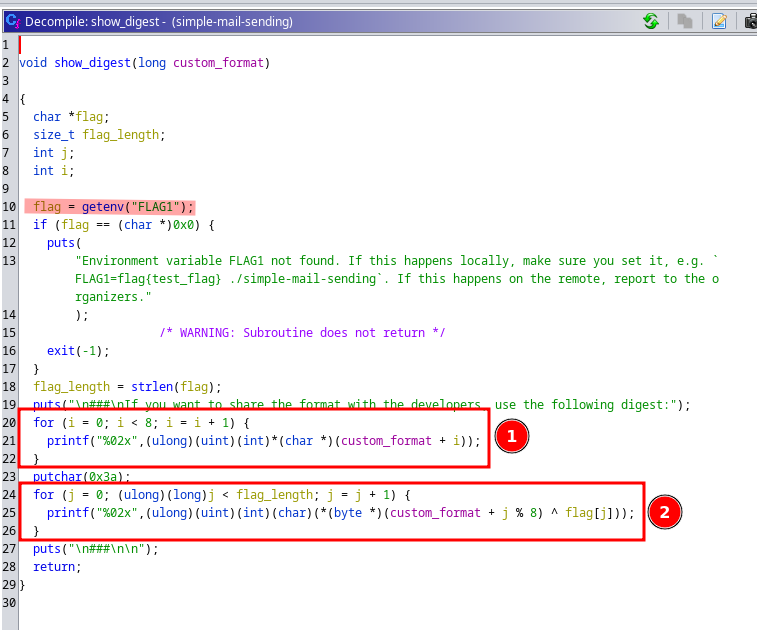 Decompile: show_digest - (simple-mail-sending)
1
2 void show_digest(long custom_format)
3
4 {
5 char *flag;
6 size_t flag_length;
7 int j;
8 int i;
9
10 flag = getenv("FLAG1");
11 if (flag == (char *)0x0) {
12 puts(
13 "Environment variable FLAG1 not found. If this happens locally, make sure you set it, e.g. `
FLAG1=flag{test_flag} ./simple-mail-sending`. If this happens on the remote, report to the o
rganizers."
14 );
15 /* WARNING: Subroutine does not return */
16 exit(-1);
17 }
18 flag_length = strlen(flag);
19 puts("\n###\nIf you want to share the format with the developers, use the following digest:");
20 for (i = 0; i < 8; i = i + 1) {
21 printf("%02x",(ulong)(uint)(int)*(char *)(custom_format + i));
1
22 }
23 putchar(0x3a);
24 for (j = 0; (ulong)(long)j < flag_length; j = j + 1) {
25 printf("%02x",(ulong)(uint)(int)(char)(*(byte *)(custom_format + j % 8) ^ flag[j]));
2
26 }
27 puts("\n###\n\n");
28 return;
29 }
30